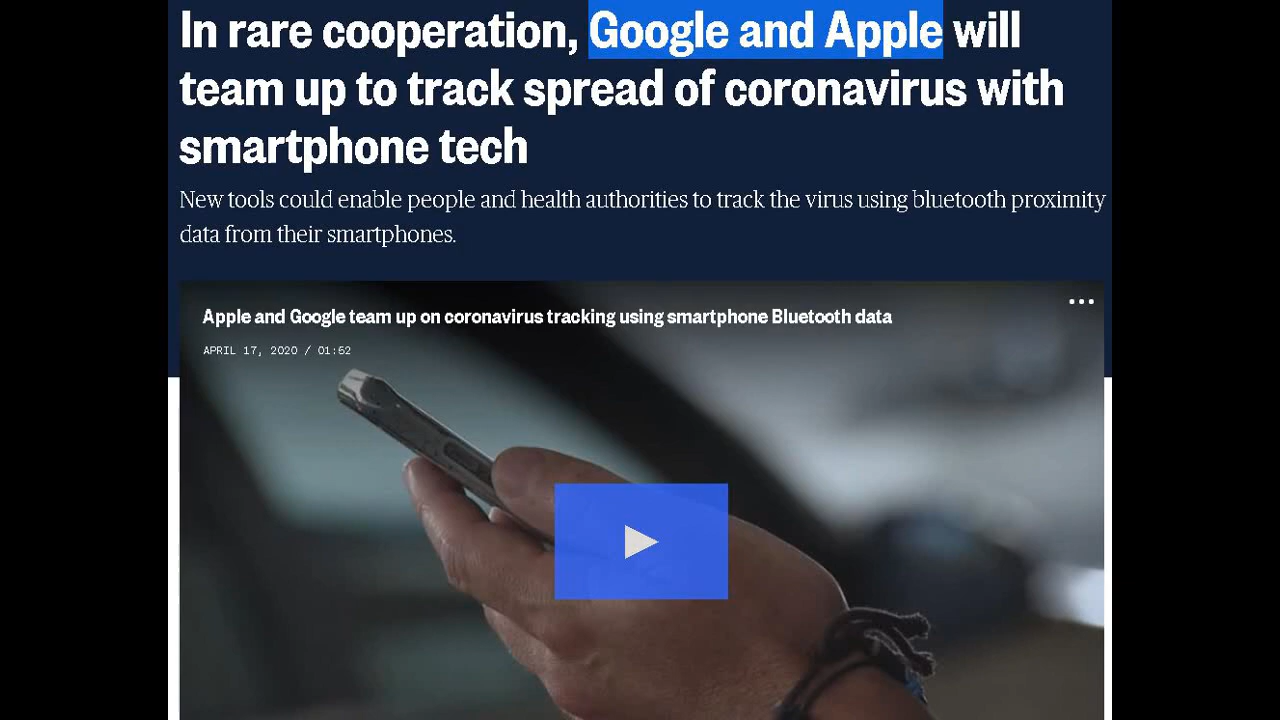 In rare cooperation, Google and Apple will
team up to track spread of coronavirus with
smartphone tech
New tools could enable people and health authorities to track the virus using bluetooth proximity
data from their smartphones.
Apple and Google team up on coronavirus tracking using smartphone Bluetooth data
APRIL 17, 2020 / 01:52